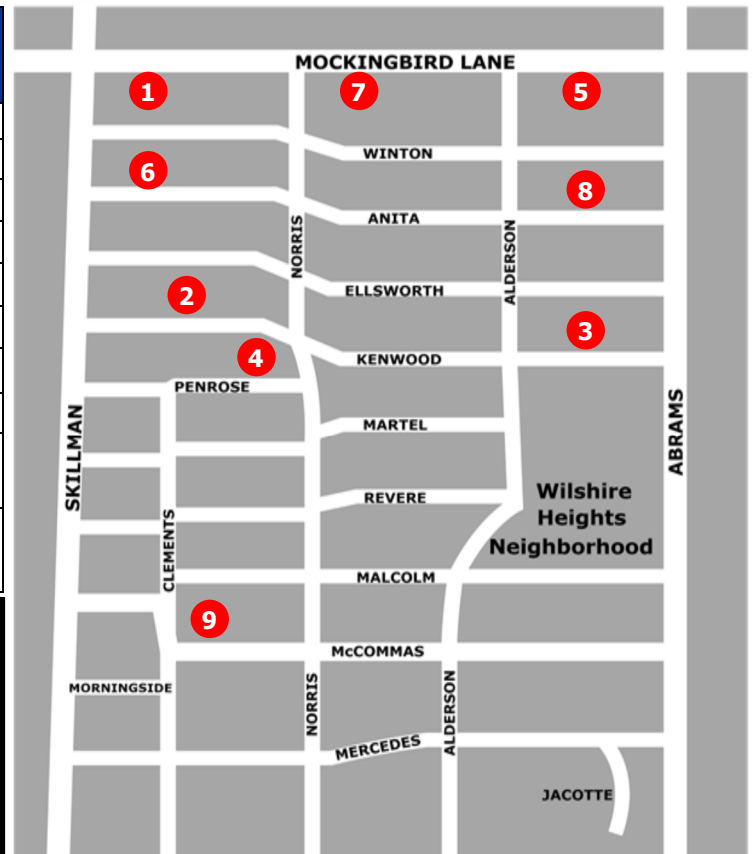 MOCKINGBIRD LANE
1
7
5
WINTON
6
8
ANITA
NORRIS
ALDERSON
2
ELLSWORTH
3
4
KENWOOD
PENROSE
SKILLMAN
MARTEL
ABRAMS
REVERE
Wilshire
Heights
Neighborhood
CLEMENTS
MALCOLM
9
McCOMMAS
MORNINGSIDE
NORRIS
ALDERSON
MERCEDES
JACOTTE